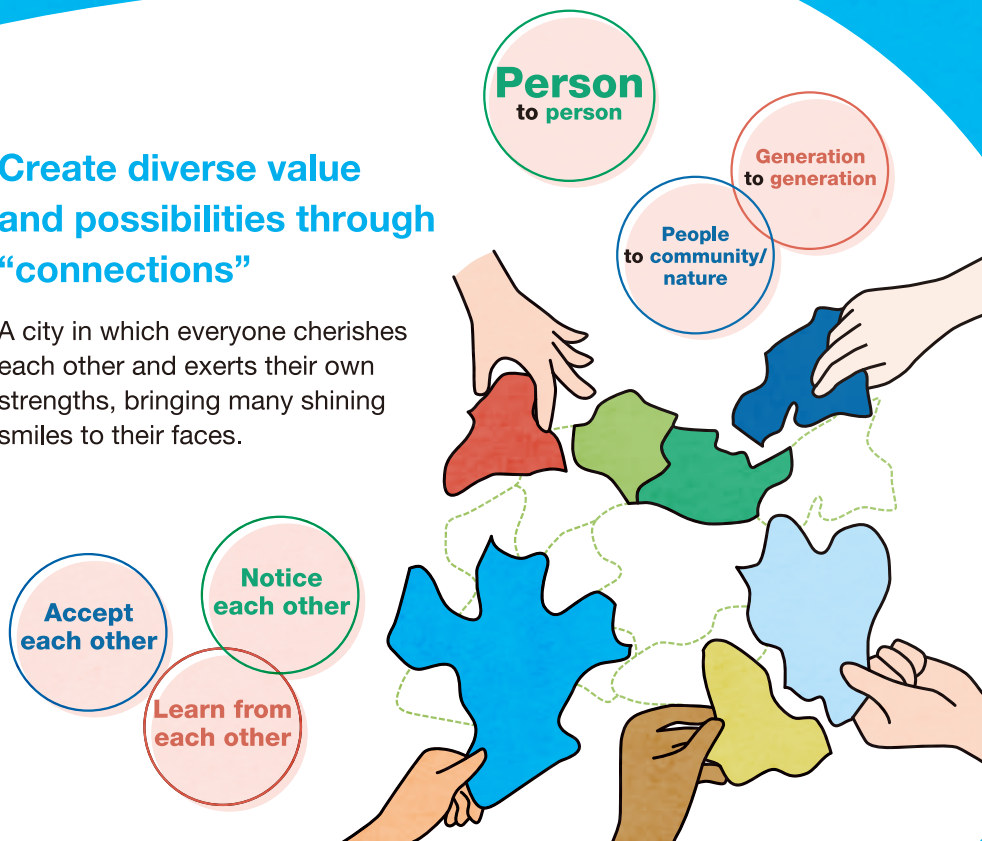 Create diverse value
and possibilities through
“connections”
A city in which everyone cherishes
each other and exerts their own
strengths, bringing many shining
smiles to their faces.
Person
to person
Generation
to generation
People
to community/
nature
Accept
each other
Notice
each other
Learn from
each other